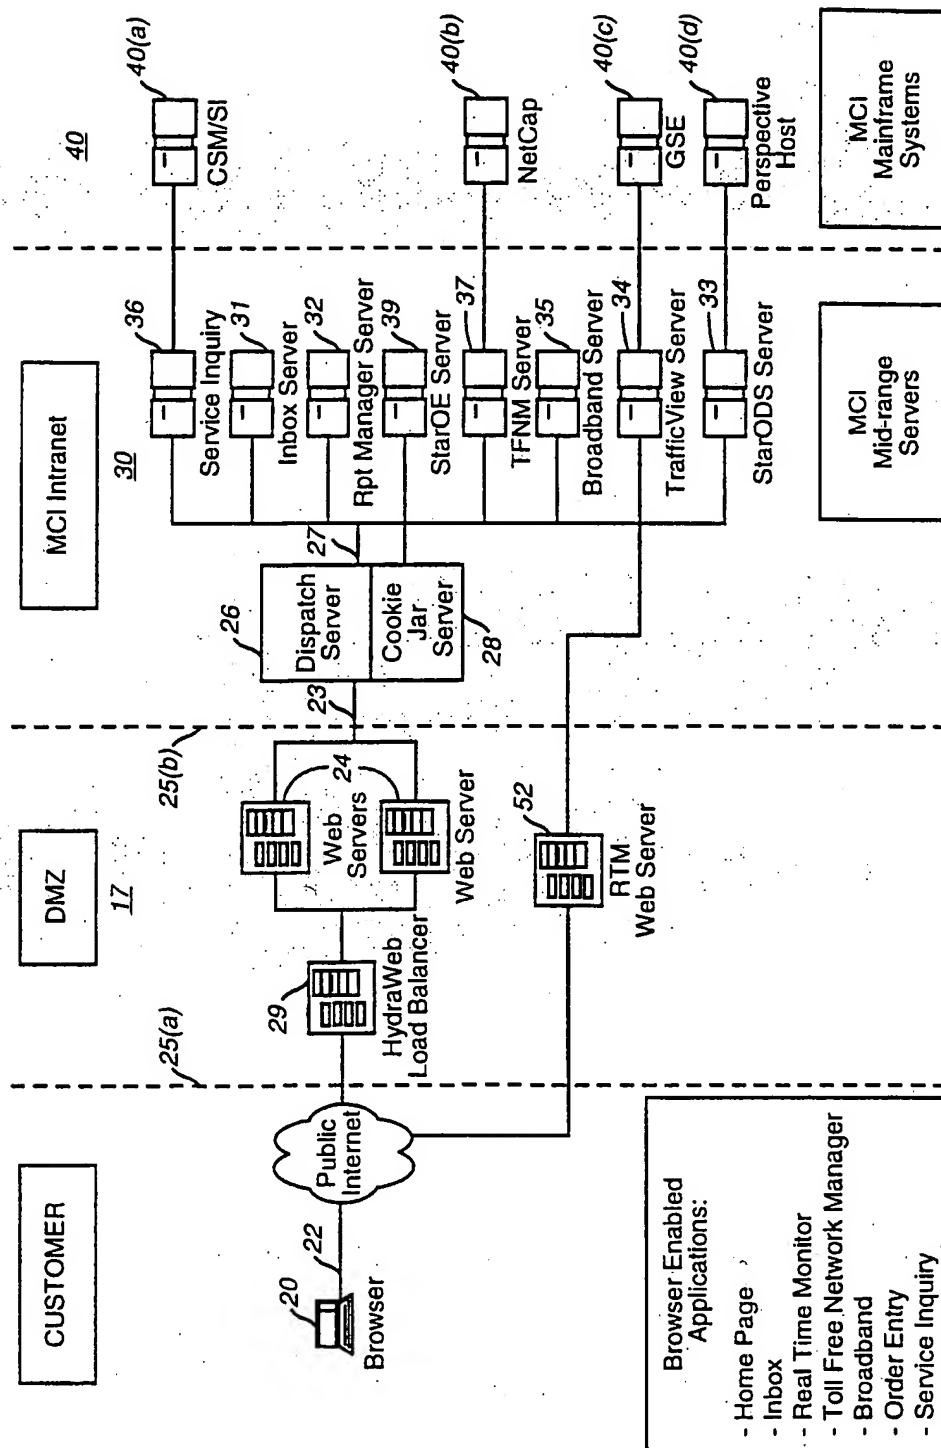 CUSTOMER
DMZ
MCI Intranet
17
30
40
25(a)
25(b)
20
22
Browser
Public
Internet
29
HydraWeb
Load Balancer
24
Web
Servers
Web Server
52
RTM
Web Server
23
26
Dispatch
Server
Cookie
Jar
Server
28
27
36
Service Inquiry
31
Inbox Server
32
Rpt Manager Server
39
StarOE Server
37
TFNM Server
35
Broadband Server
34
TrafficView Server
33
StarODS Server
40(a)
CSM/SI
40(b)
NetCap
40(c)
GSE
40(d)
Perspective
Host
Browser Enabled
Applications:
- Home Page
- Inbox
- Real Time Monitor
- Toll Free Network Manager
- Broadband
- Order Entry
- Service Inquiry
MCI
Mid-range
Servers
MCI
Mainframe
Systems